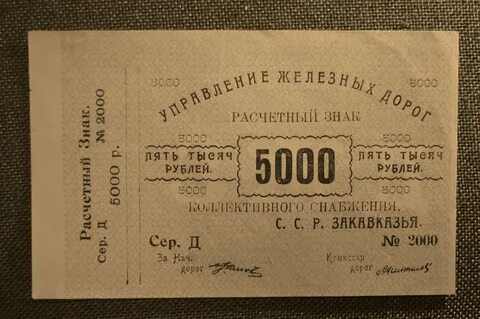 Расчетный Знак.
Сер. Д № 2000
5000 р.
УПРАВЛЕНИЕ ЖЕЛЕЗНЫХ ДОРОГ
5000 5000
РАСЧЕТНЫЙ ЗНАК
5000 5000
ПЯТЬ ТЫСЯЧ РУБЛЕЙ.
5000
ПЯТЬ ТЫСЯЧ РУБЛЕЙ.
5000 5000
КОЛЛЕКТИВНОГО СНАБЖЕНИЯ.
С. С. Р. ЗАКАВКАЗЬЯ.
Сер. Д № 2000
За Нач. дорог
Комиссар дорог